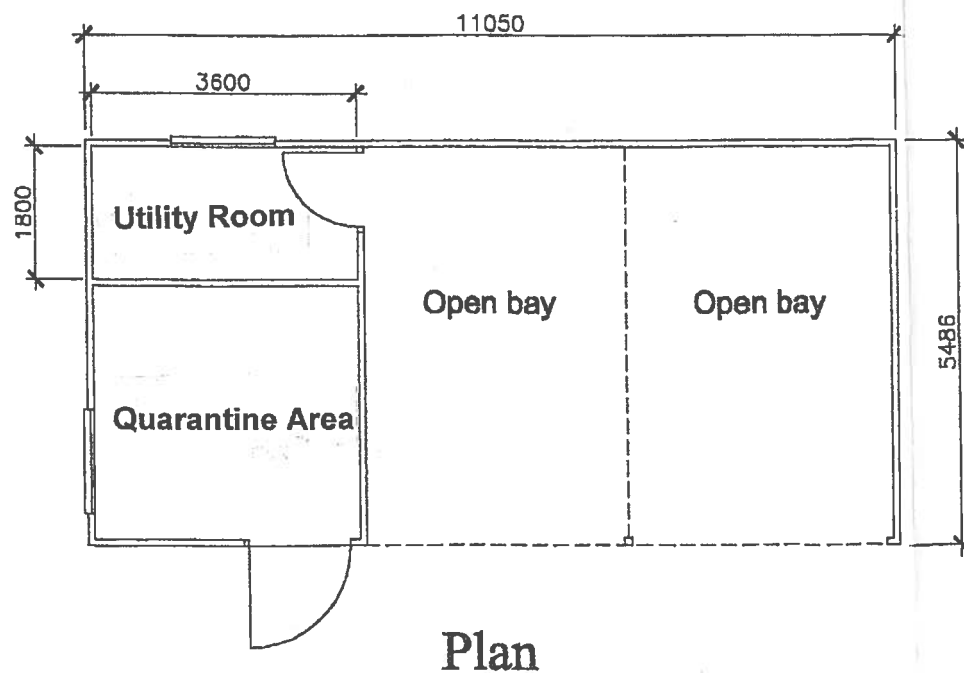 11050
3600
1800
Utility Room
Open bay
Open bay
5486
Quarantine Area
Plan